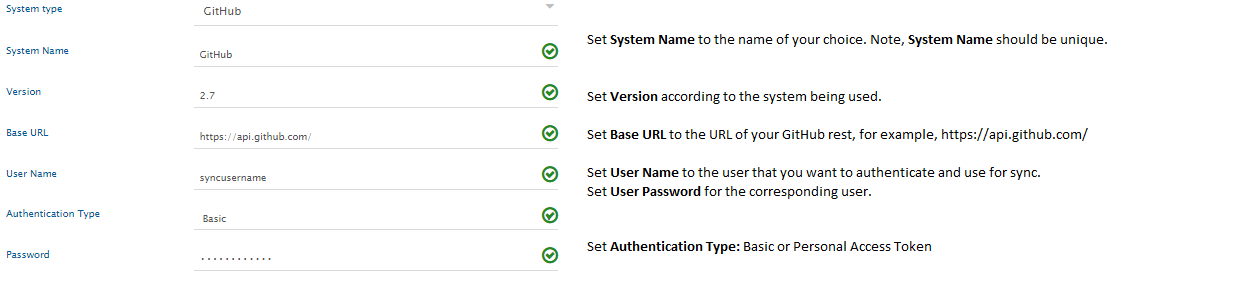 System type
GitHub
System Name
GitHub
Set System Name to the name of your choice. Note, System Name should be unique.
Version
2.7
Set Version according to the system being used.
Base URL
https://api.github.com/
Set Base URL to the URL of your GitHub rest, for example, https://api.github.com/
User Name
syncusername
Set User Name to the user that you want to authenticate and use for sync.
Set User Password for the corresponding user.
Authentication Type
Basic
Set Authentication Type: Basic or Personal Access Token
Password
............